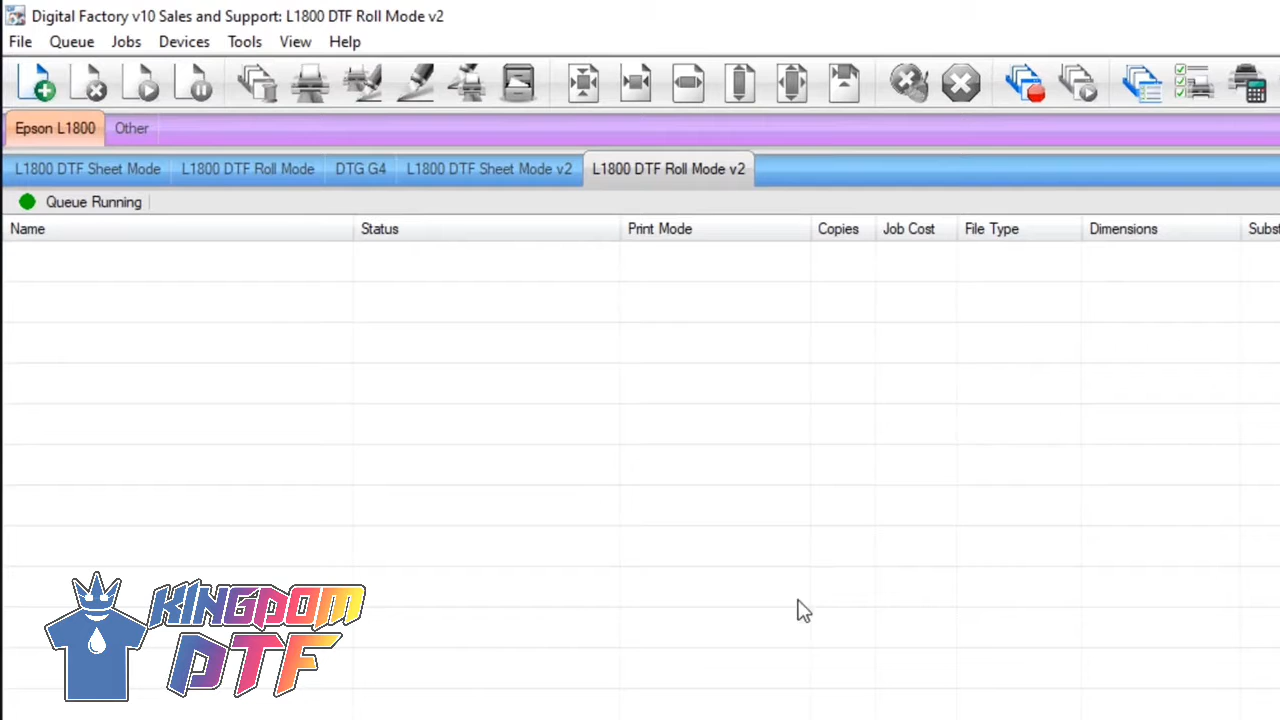 Digital Factory v10 Sales and Support: L1800 DTF Roll Mode v2
File Queue Jobs Devices Tools View Help
Epson L1800 Other
L1800 DTF Sheet Mode L1800 DTF Roll Mode DTG G4 L1800 DTF Sheet Mode v2 L1800 DTF Roll Mode v2
Queue Running
Name Status Print Mode Copies Job Cost File Type Dimensions Subst
KINGDOM
DTF